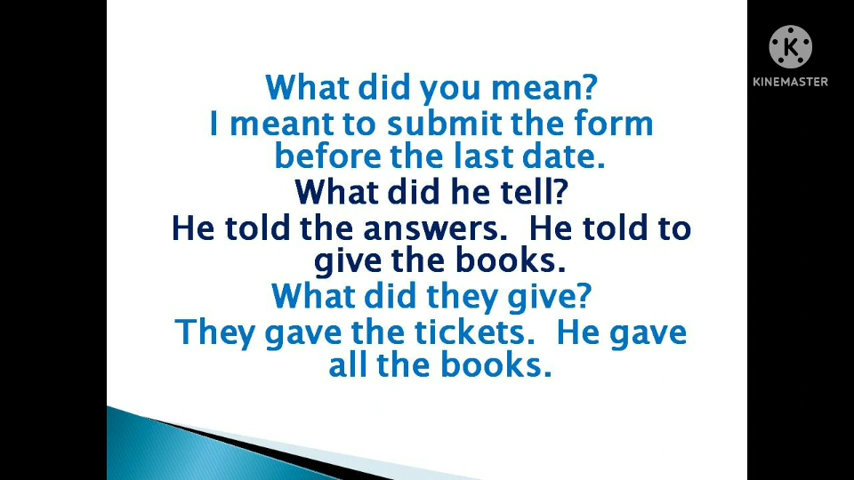 What did you mean?
I meant to submit the form
before the last date.
What did he tell?
He told the answers.  He told to
give the books.
What did they give?
They gave the tickets.  He gave
all the books.
K
KINEMASTER